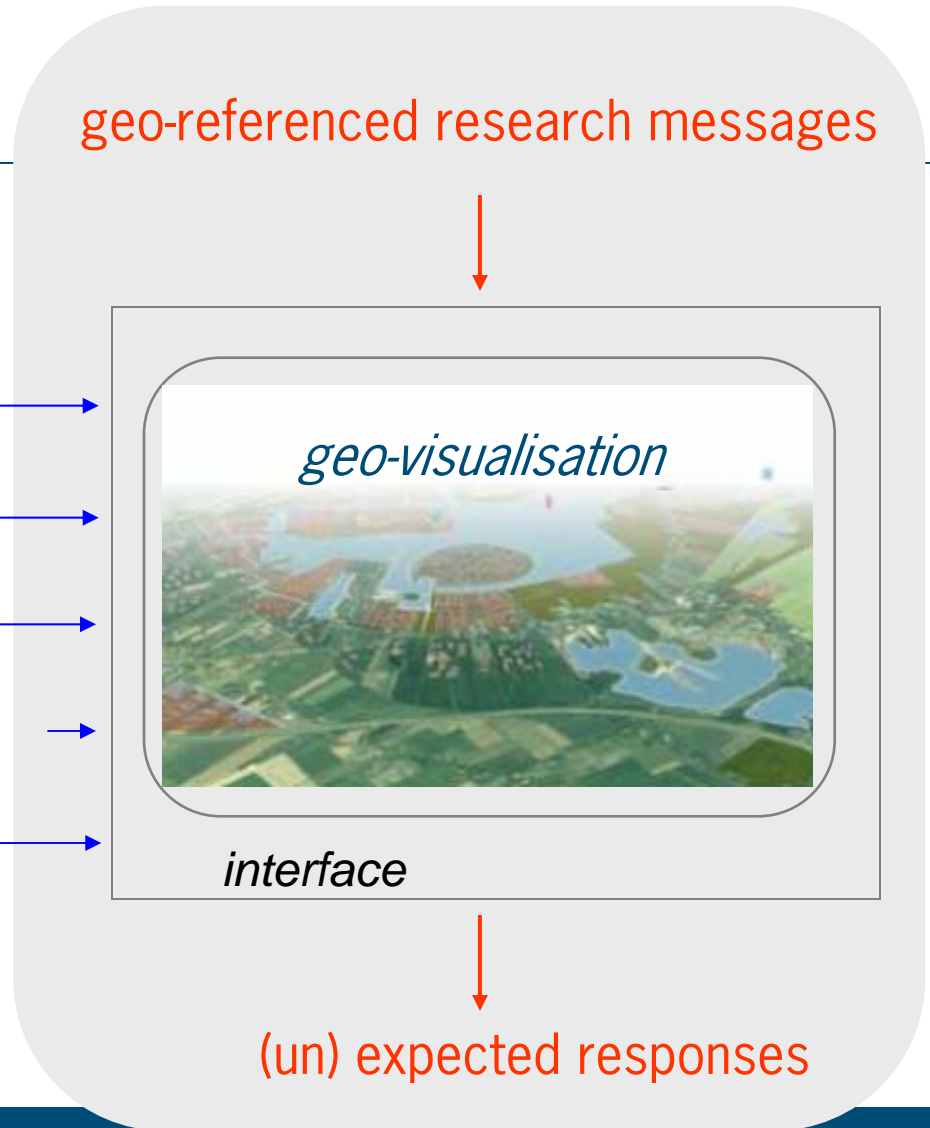 geo-referenced research messages
geo-visualisation
interface
(un) expected responses